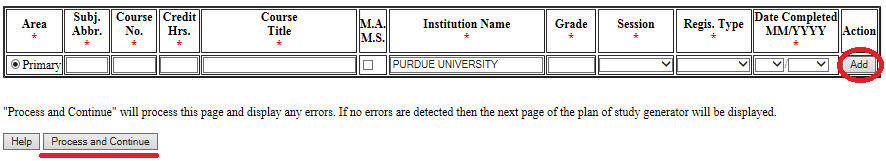 Area * Subj. Abbr. * Course No. * Credit Hrs. * Course Title * M.A. M.S. Institution Name * Grade * Session * Regis. Type * Date Completed MM/YYYY * Action
Primary PURDUE UNIVERSITY / Add
"Process and Continue" will process this page and display any errors. If no errors are detected then the next page of the plan of study generator will be displayed.
Help Process and Continue